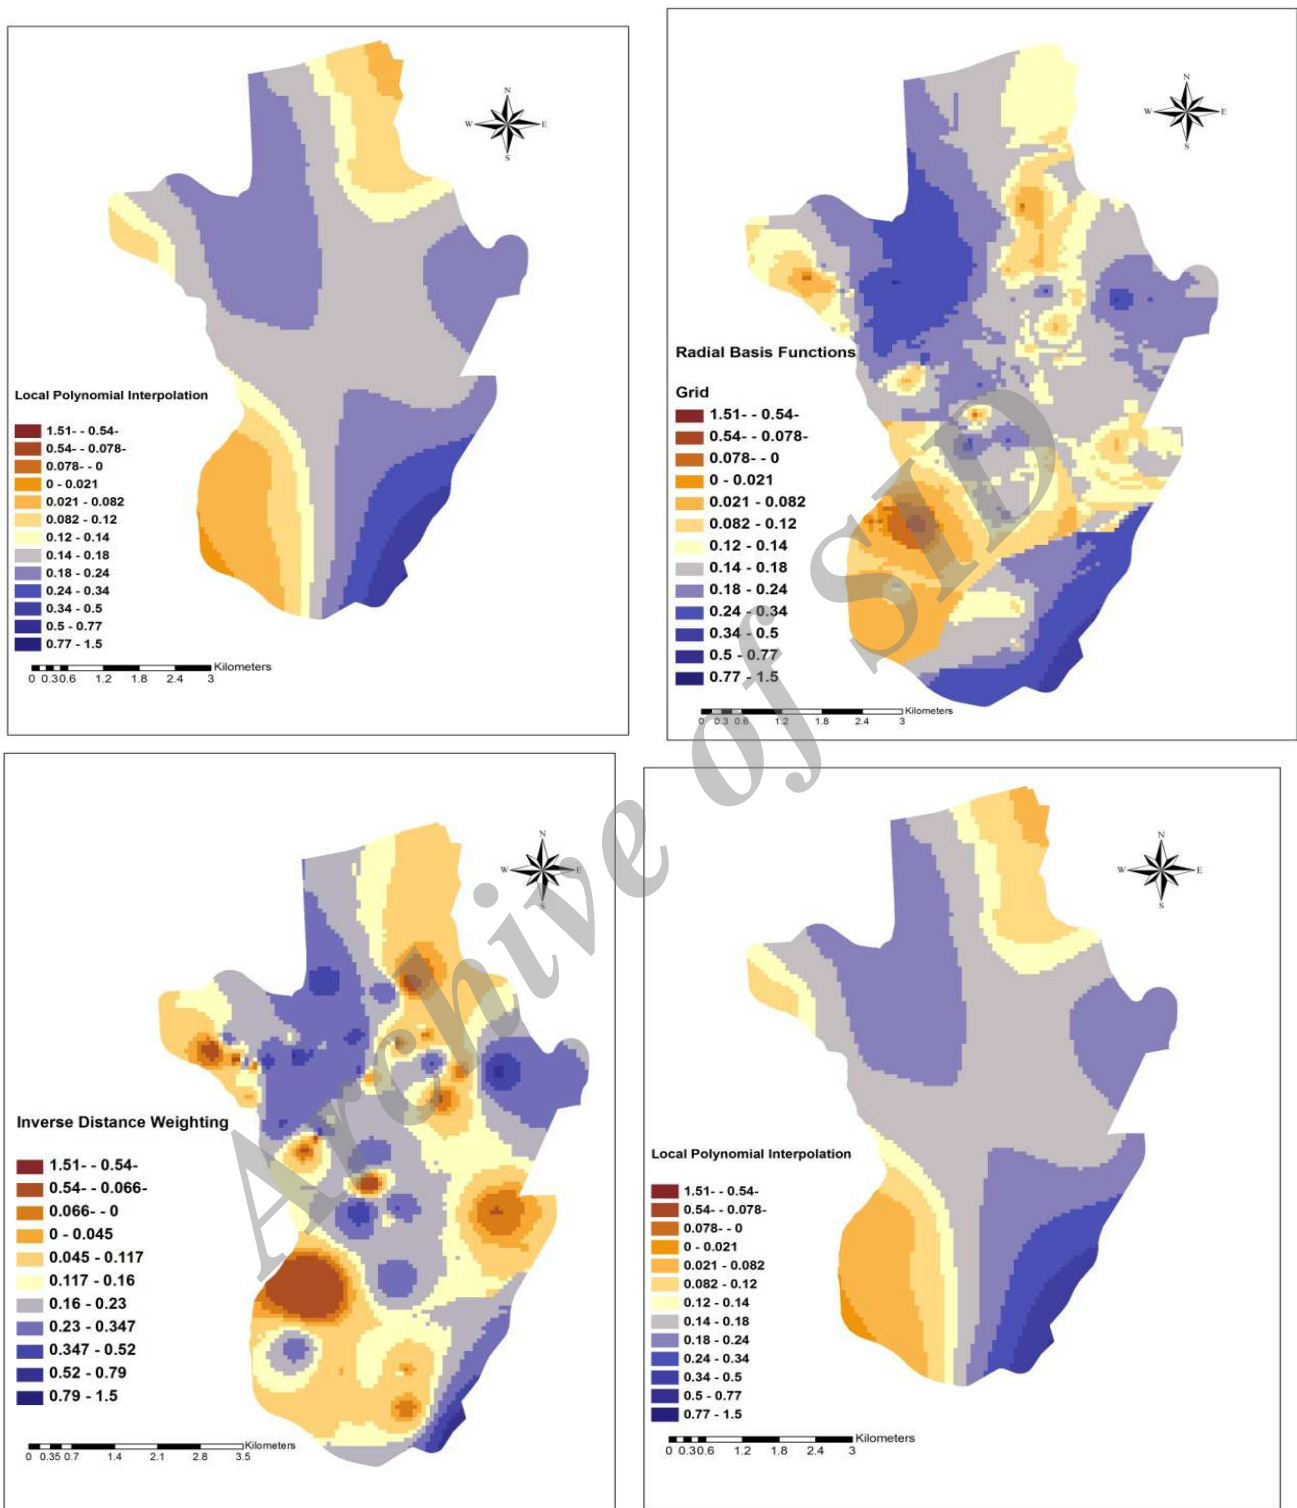 N
W E
S
Local Polynomial Interpolation
1.51- - 0.54-
0.54- - 0.078-
0.078- - 0
0 - 0.021
0.021 - 0.082
0.082 - 0.12
0.12 - 0.14
0.14 - 0.18
0.18 - 0.24
0.24 - 0.34
0.34 - 0.5
0.5 - 0.77
0.77 - 1.5
Kilometers
0 0.30.6 1.2 1.8 2.4 3
N
W E
S
Radial Basis Functions
Grid
1.51- - 0.54-
0.54- - 0.078-
0.078- - 0
0 - 0.021
0.021 - 0.082
0.082 - 0.12
0.12 - 0.14
0.14 - 0.18
0.18 - 0.24
0.24 - 0.34
0.34 - 0.5
0.5 - 0.77
0.77 - 1.5
Kilometers
0 0.3 0.6 1.2 1.8 2.4 3
N
W E
S
Inverse Distance Weighting
1.51- - 0.54-
0.54- - 0.066-
0.066- - 0
0 - 0.045
0.045 - 0.117
0.117 - 0.16
0.16 - 0.23
0.23 - 0.347
0.347 - 0.52
0.52 - 0.79
0.79 - 1.5
Kilometers
0 0.35 0.7 1.4 2.1 2.8 3.5
N
W E
S
Local Polynomial Interpolation
1.51- - 0.54-
0.54- - 0.078-
0.078- - 0
0 - 0.021
0.021 - 0.082
0.082 - 0.12
0.12 - 0.14
0.14 - 0.18
0.18 - 0.24
0.24 - 0.34
0.34 - 0.5
0.5 - 0.77
0.77 - 1.5
Kilometers
0 0.30.6 1.2 1.8 2.4 3
Archive of SID